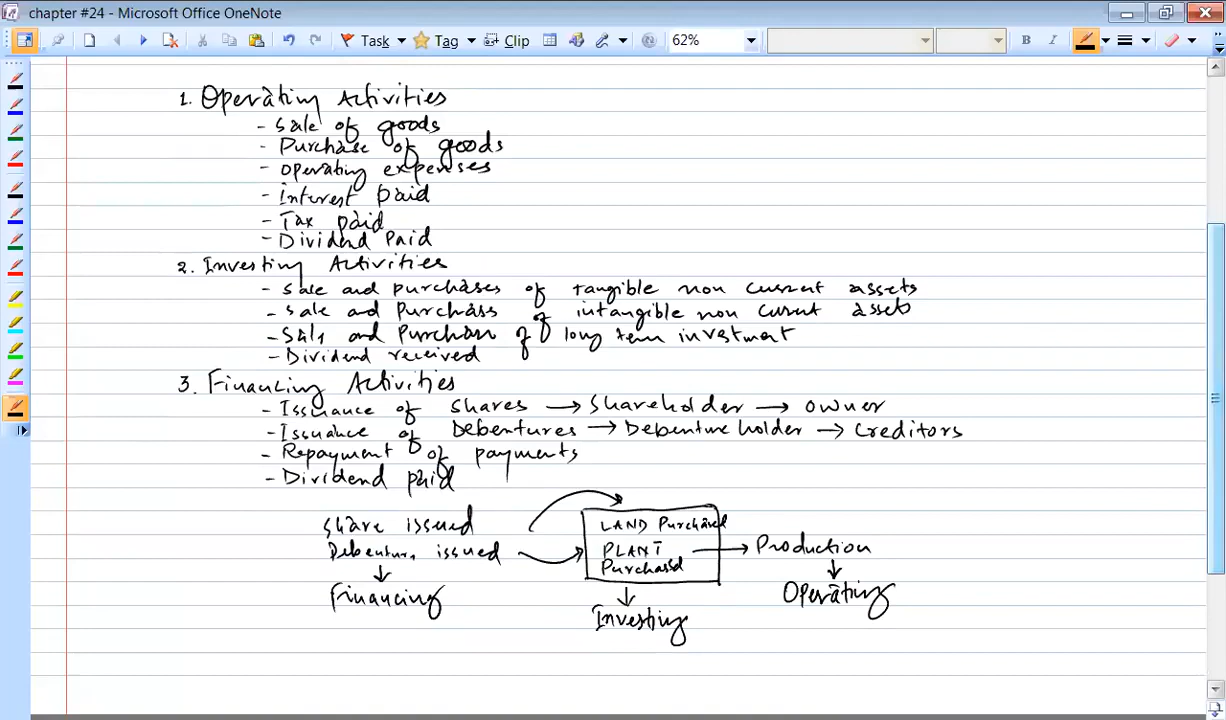 chapter #24 - Microsoft Office OneNote
Task Tag Clip 62% B I
1. Operating Activities
- Sale of goods
- Purchase of goods
- Operating expenses
- Interest Paid
- Tax paid
- Dividend Paid
2. Investing Activities
- Sale and purchases of tangible non current assets
- Sale and Purchases of intangible non current assets
- Sale and Purchase of long term investment
- Dividend received
3. Financing Activities
- Issuance of shares → Shareholder → owner
- Issuance of Debentures → Debenture holder → Creditors
- Repayment of payments
- Dividend paid
Share issued LAND Purchased
Debenture issued PLANT → Production
Purchased
↓ ↓ ↓
Financing Investing Operating